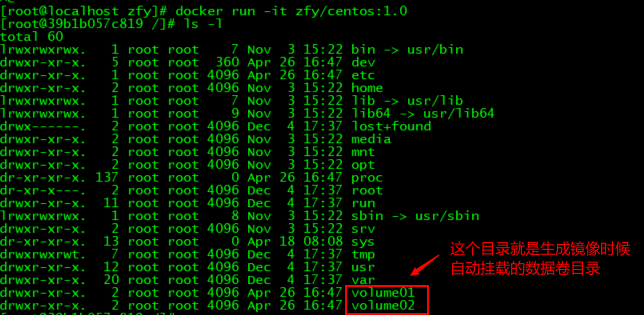 [root@localhost zfy]# docker run -it zfy/centos:1.0
[root@39b1b057c819 /]# ls -l
total 60
lrwxrwxrwx.   1 root root    7 Nov  3 15:22 bin -> usr/bin
drwxr-xr-x.   5 root root  360 Apr 26 16:47 dev
drwxr-xr-x.   1 root root 4096 Apr 26 16:47 etc
drwxr-xr-x.   2 root root 4096 Nov  3 15:22 home
lrwxrwxrwx.   1 root root    7 Nov  3 15:22 lib -> usr/lib
lrwxrwxrwx.   1 root root    9 Nov  3 15:22 lib64 -> usr/lib64
drwx------.   2 root root 4096 Dec  4 17:37 lost+found
drwxr-xr-x.   2 root root 4096 Nov  3 15:22 media
drwxr-xr-x.   2 root root 4096 Nov  3 15:22 mnt
drwxr-xr-x.   2 root root 4096 Nov  3 15:22 opt
dr-xr-xr-x. 137 root root    0 Apr 26 16:47 proc
dr-xr-x---.   2 root root 4096 Dec  4 17:37 root
drwxr-xr-x.  11 root root 4096 Dec  4 17:37 run
lrwxrwxrwx.   1 root root    8 Nov  3 15:22 sbin -> usr/sbin
drwxr-xr-x.   2 root root 4096 Nov  3 15:22 srv
dr-xr-xr-x.  13 root root    0 Apr 18 08:08 sys
drwxrwxrwt.   7 root root 4096 Dec  4 17:37 tmp
drwxr-xr-x.  12 root root 4096 Dec  4 17:37 usr
drwxr-xr-x.  20 root root 4096 Dec  4 17:37 var
drwxr-xr-x.   2 root root 4096 Apr 26 16:47 volume01
drwxr-xr-x.   2 root root 4096 Apr 26 16:47 volume02
这个目录就是生成镜像时候
自动挂载的数据卷目录